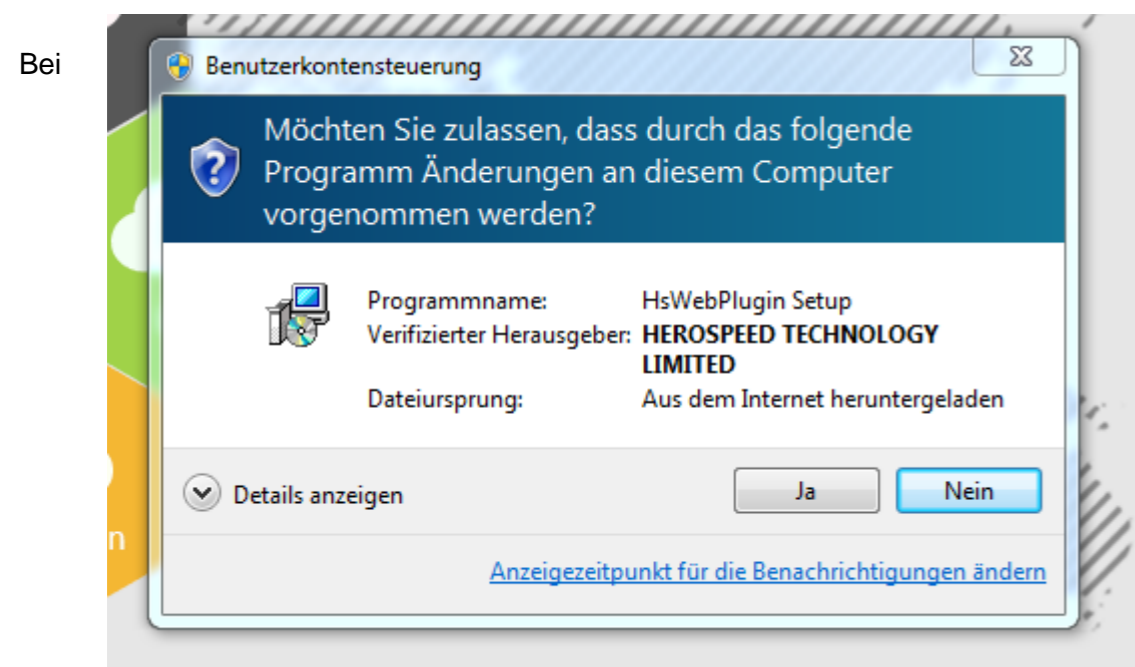 Bei
Benutzerkontensteuerung
Möchten Sie zulassen, dass durch das folgende
Programm Änderungen an diesem Computer
vorgenommen werden?
Programmname: HsWebPlugin Setup
Verifizierter Herausgeber: HEROSPEED TECHNOLOGY
LIMITED
Dateiursprung: Aus dem Internet heruntergeladen
Details anzeigen
Ja
Nein
n
Anzeigezeitpunkt für die Benachrichtigungen ändern